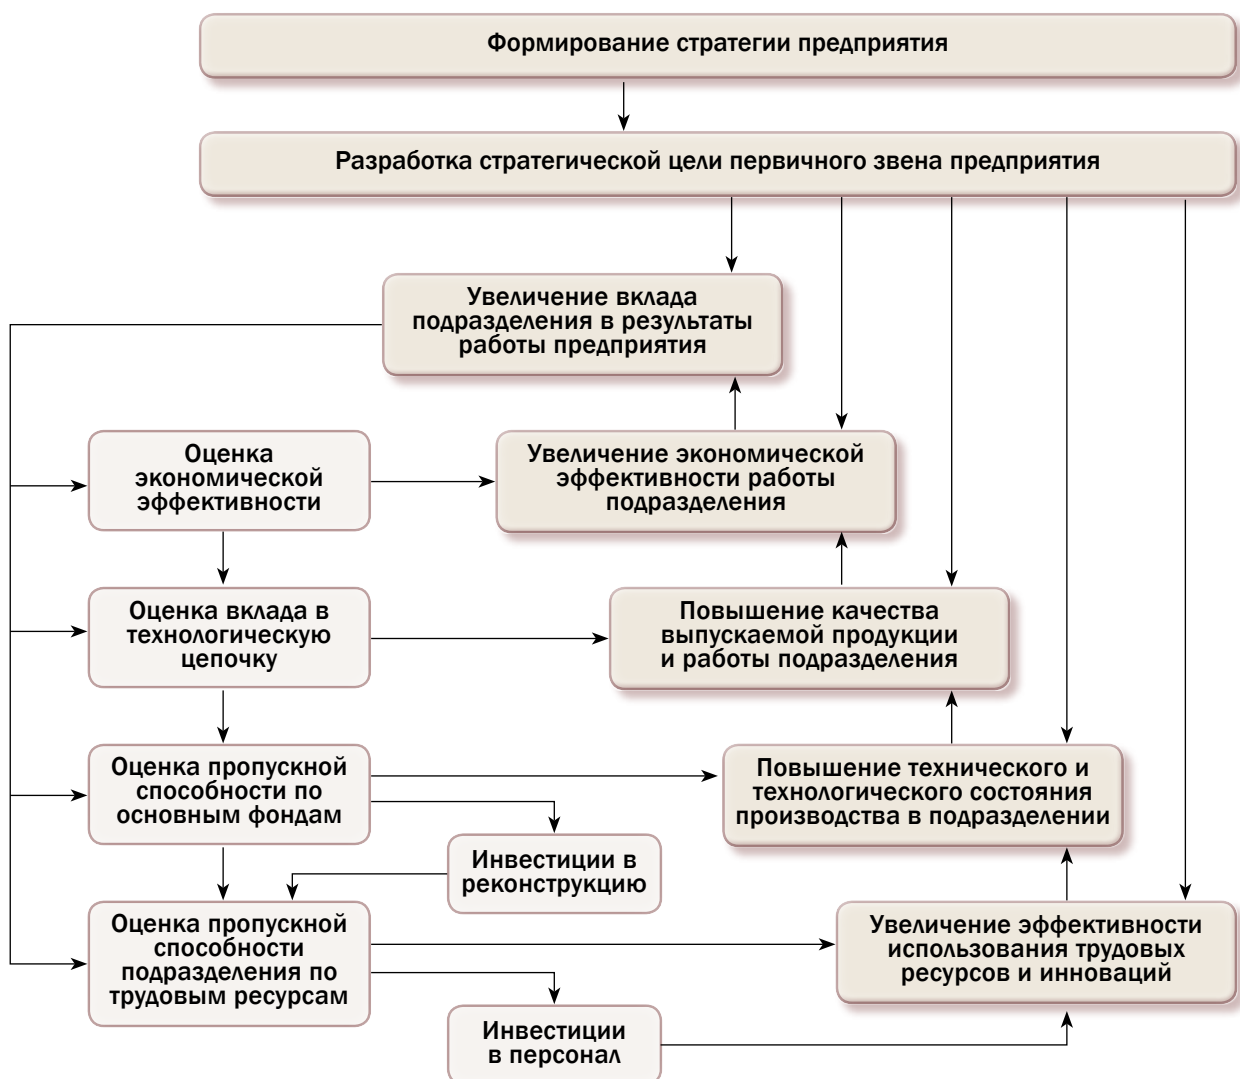 Формирование стратегии предприятия
Разработка стратегической цели первичного звена предприятия
Увеличение вклада
подразделения в результаты
работы предприятия
Оценка
экономической
эффективности
Увеличение экономической
эффективности работы
подразделения
Оценка вклада в
технологическую
цепочку
Повышение качества
выпускаемой продукции
и работы подразделения
Оценка пропускной
способности по
основным фондам
Повышение технического и
технологического состояния
производства в подразделении
Инвестиции в
реконструкцию
Оценка пропускной
способности
подразделения по
трудовым ресурсам
Увеличение эффективности
использования трудовых
ресурсов и инноваций
Инвестиции
в персонал